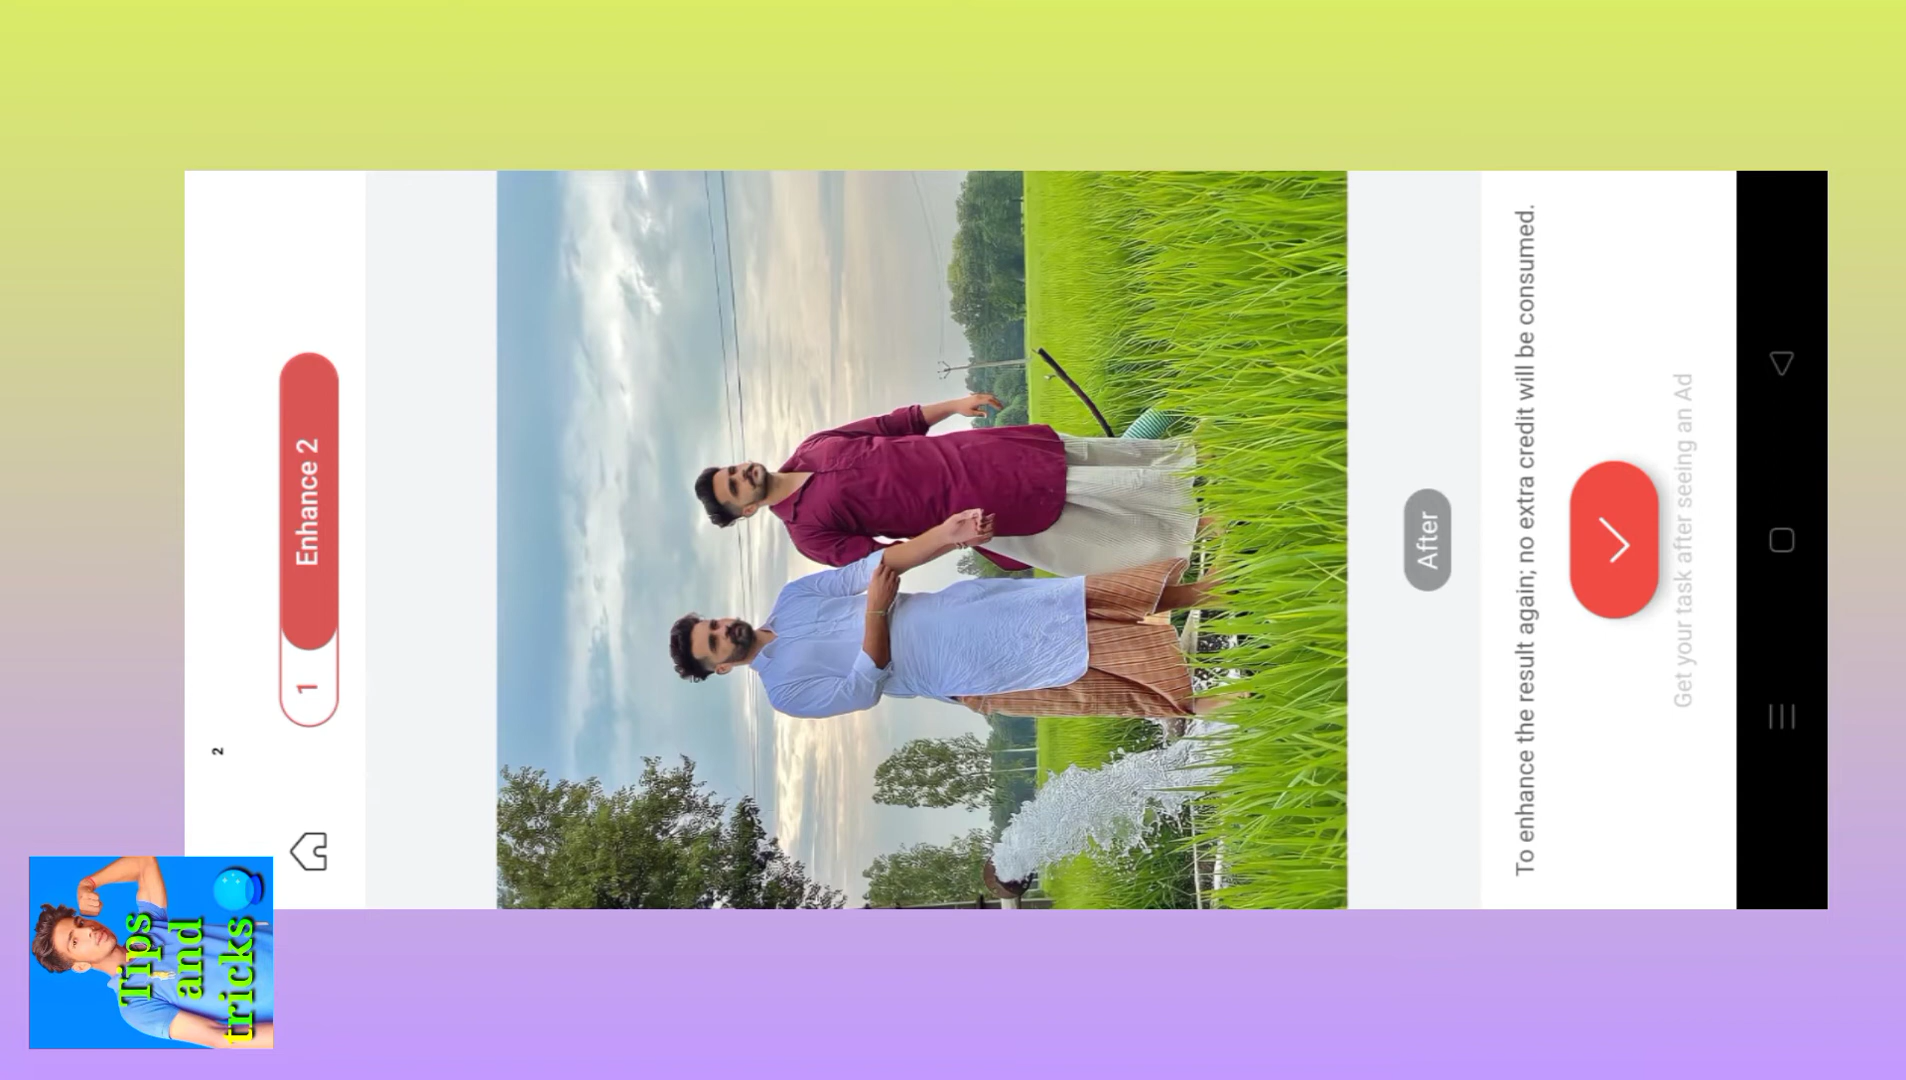 2
1
Enhance 2
After
To enhance the result again; no extra credit will be consumed.
Get your task after seeing an Ad
Tips
and
tricks